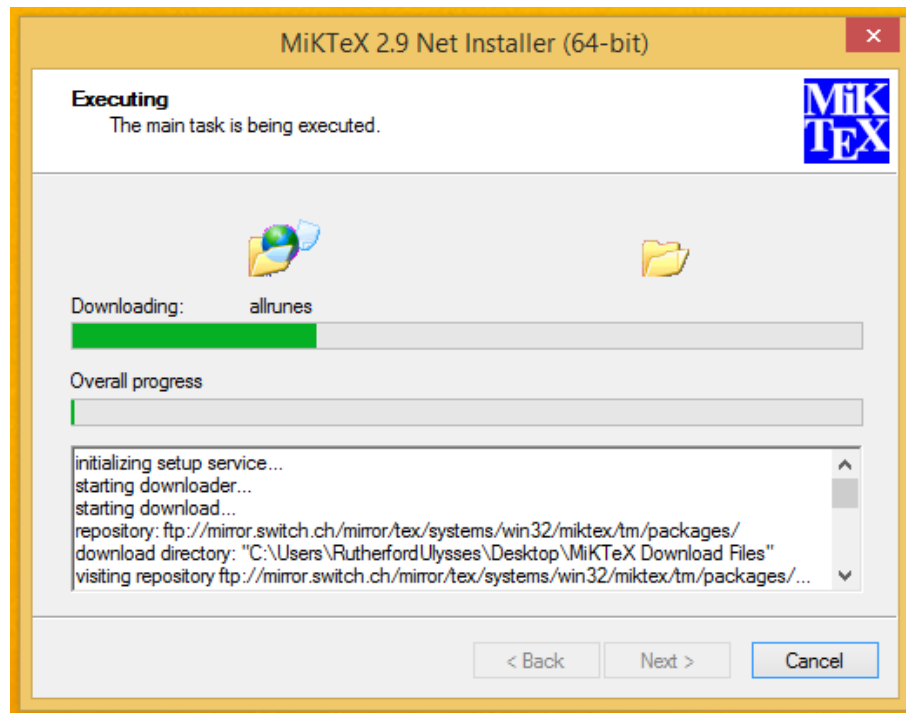 MiKTeX 2.9 Net Installer (64-bit)
Executing
The main task is being executed.
MiK
TEX
Downloading: allrunes
Overall progress
initializing setup service...
starting downloader...
starting download...
repository: ftp://mirror.switch.ch/mirror/tex/systems/win32/miktex/tm/packages/
download directory: "C:\Users\RutherfordUlysses\Desktop\MiKTeX Download Files"
visiting repository ftp://mirror.switch.ch/mirror/tex/systems/win32/miktex/tm/packages/...
< Back Next > Cancel